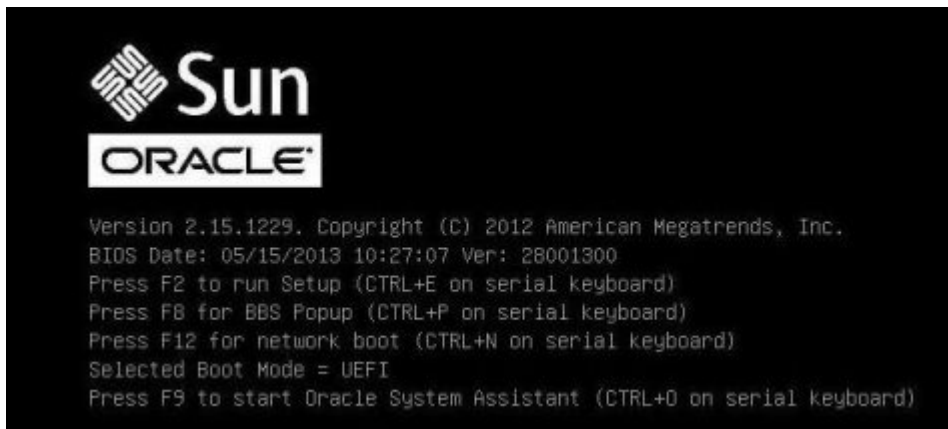 Sun
ORACLE
Version 2.15.1229. Copyright (C) 2012 American Megatrends, Inc.
BIOS Date: 05/15/2013 10:27:07 Ver: 28001300
Press F2 to run Setup (CTRL+E on serial keyboard)
Press F8 for BBS Popup (CTRL+P on serial keyboard)
Press F12 for network boot (CTRL+N on serial keyboard)
Selected Boot Mode = UEFI
Press F9 to start Oracle System Assistant (CTRL+O on serial keyboard)